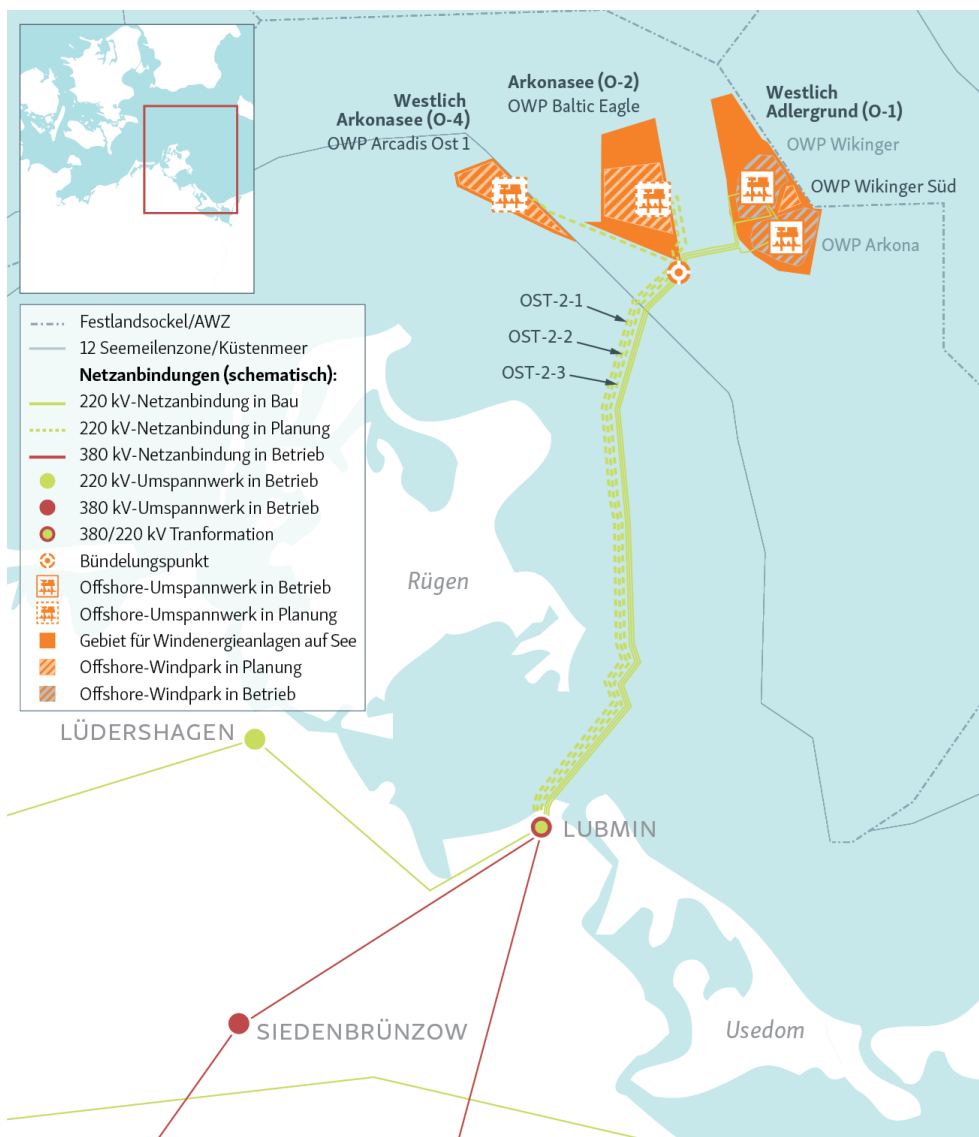 Westlich
Arkonasee (O-4)
OWP Arcadis Ost 1
Arkonasee (O-2)
OWP Baltic Eagle
Westlich
Adlergrund (O-1)
OWP Wikinger
OWP Wikinger Süd
OWP Arkona
OST-2-1
OST-2-2
OST-2-3
Festlandsockel/AWZ
12 Seemeilenzone/Küstenmeer
Netzanbindungen (schematisch):
220 kV-Netzanbindung in Bau
220 kV-Netzanbindung in Planung
380 kV-Netzanbindung in Betrieb
220 kV-Umspannwerk in Betrieb
380 kV-Umspannwerk in Betrieb
380/220 kV Tranformation
Bündelungspunkt
Offshore-Umspannwerk in Betrieb
Offshore-Umspannwerk in Planung
Gebiet für Windenergieanlagen auf See
Offshore-Windpark in Planung
Offshore-Windpark in Betrieb
Rügen
LÜDERSHAGEN
LUBMIN
SIEDENBRÜNZOW
Usedom